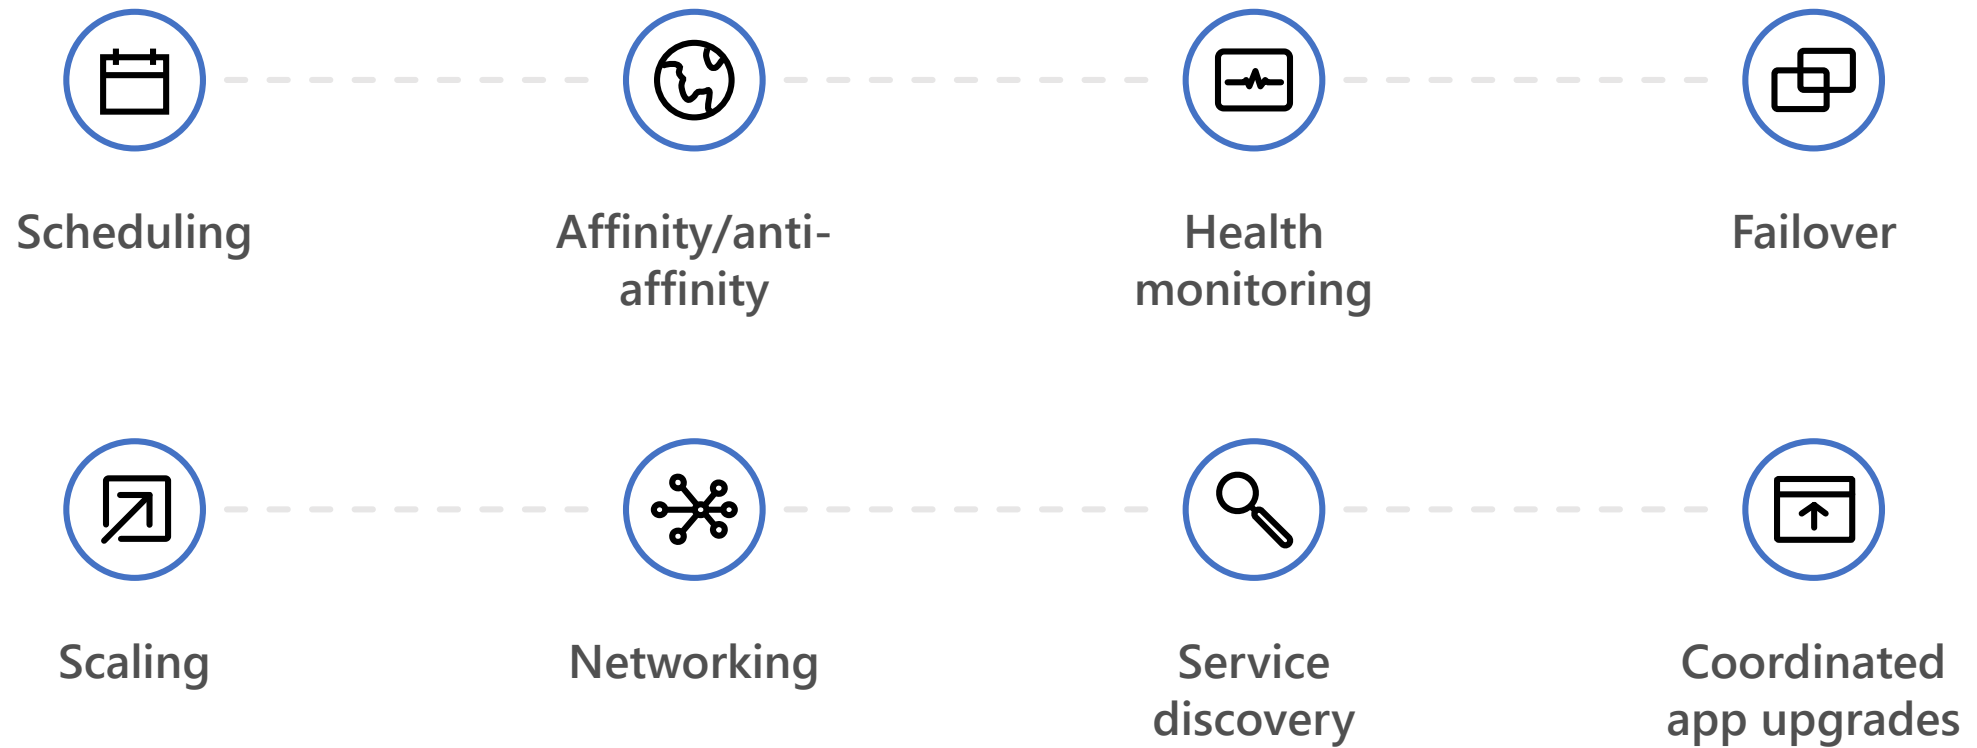 Scheduling
Affinity/anti-
affinity
Health
monitoring
Failover
Scaling
Networking
Service
discovery
Coordinated
app upgrades